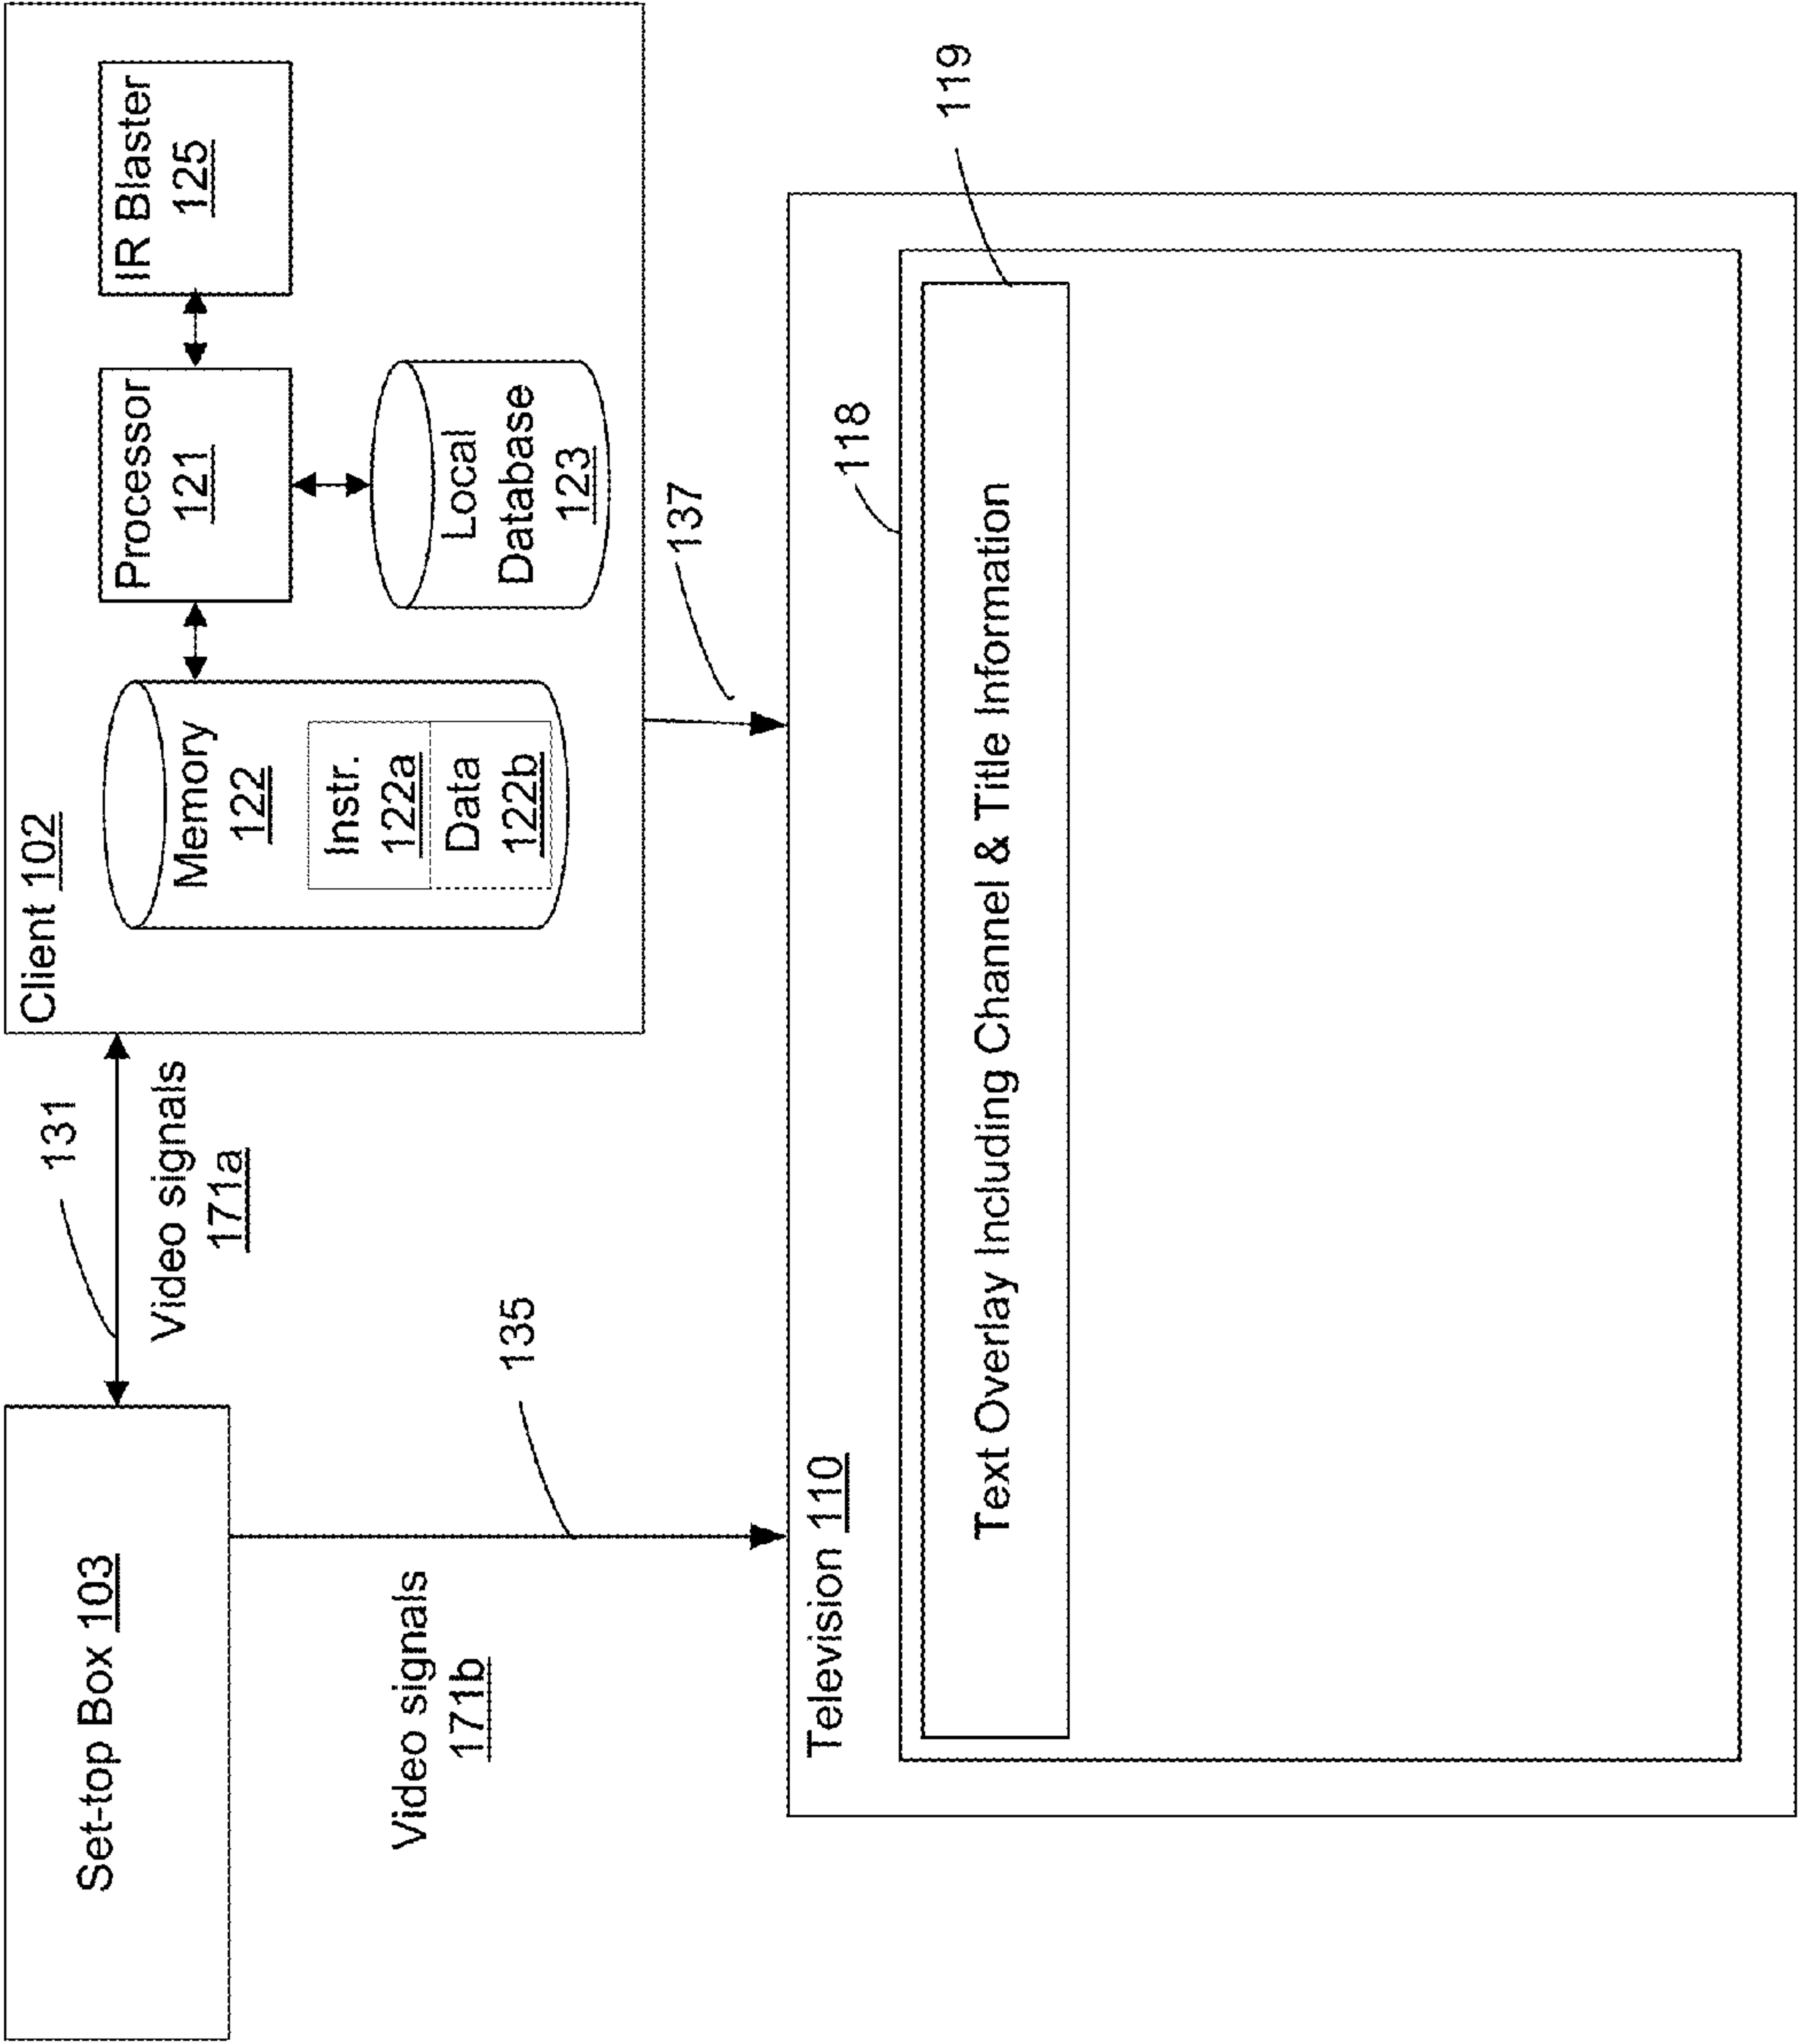 Set-top Box 103
131
Video signals
171a
Client 102
Memory
122
Instr.
122a
Data
122b
Processor
121
IR Blaster
125
Local
Database
123
Video signals
171b
135
137
Television 110
118
119
Text Overlay Including Channel & Title Information